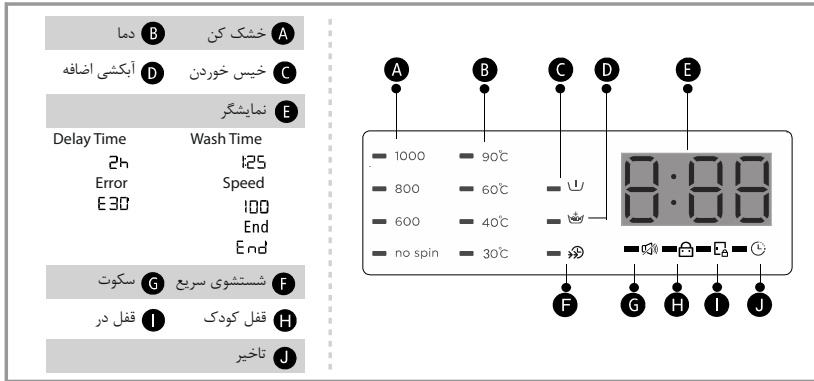 A خشک کن B دما
C خیس خوردن D آبکشی اضافه
E نمایشگر
Delay Time Wash Time
2h 1:25
Error Speed
E30 100
End
End
F شستشوی سریع G سکوت
H قفل کودک I قفل در
J تاخیر
A B C D E
1000 90°C
800 60°C
600 40°C
no spin 30°C
8:88
F G H I J